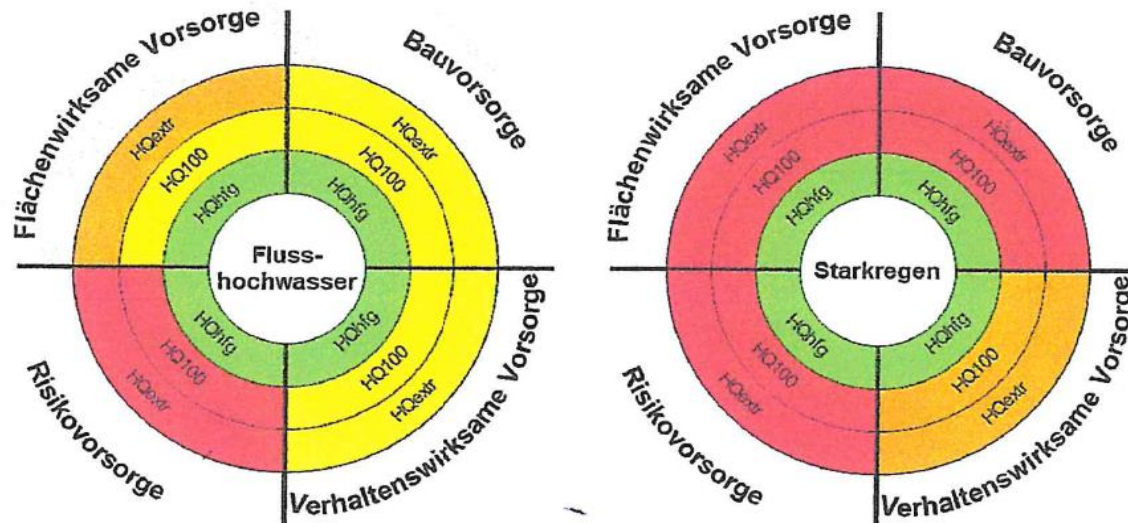 Flächenwirksame Vorsorge
Bauvorsorge
HQextr
HQ100
HQhfg
HQextr
HQ100
HQhfg
Fluss-
hochwasser
HQhfg
HQ100
HQextr
HQhfg
HQ100
HQextr
Risikovorsorge
Verhaltenswirksame Vorsorge
Flächenwirksame Vorsorge
Bauvorsorge
HQextr
HQ100
HQhfg
HQextr
HQ100
HQhfg
Starkregen
HQhfg
HQ100
HQextr
HQhfg
HQ100
HQextr
Risikovorsorge
Verhaltenswirksame Vorsorge